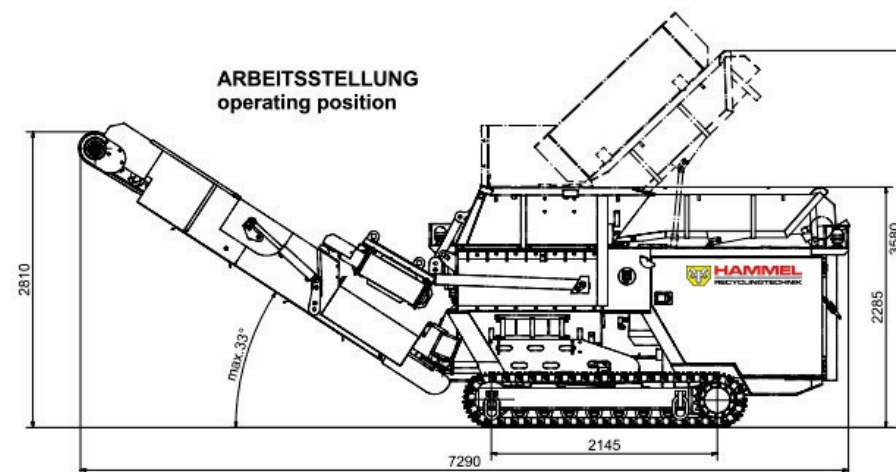 ARBEITSSTELLUNG
operating position
2810
max.33°
HAMMEL
RECYCLINGTECHNIK
3580
2285
2145
7290